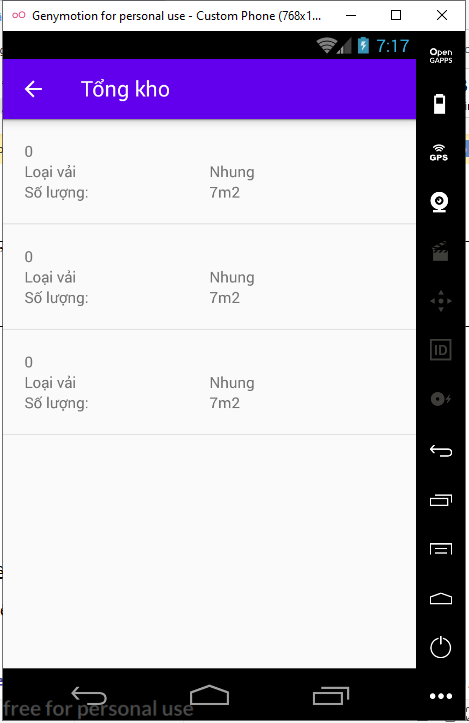 Genymotion for personal use - Custom Phone (768x1...
7:17
Open
GAPPS
Tổng kho
GPS
0
Loại vải Nhung
Số lượng: 7m2
0
Loại vải Nhung
Số lượng: 7m2
ID
0
Loại vải Nhung
Số lượng: 7m2
free for personal use